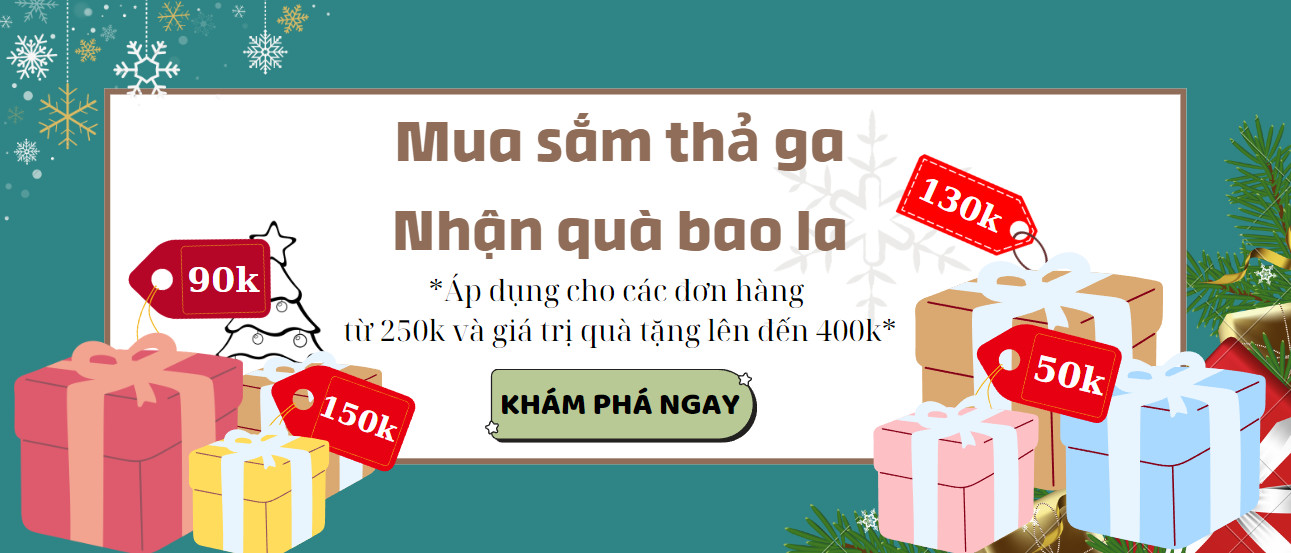 Mua sắm thả ga
Nhận quà bao la
*Áp dụng cho các đơn hàng
từ 250k và giá trị quà tặng lên đến 400k*
KHÁM PHÁ NGAY
90k
150k
130k
50k